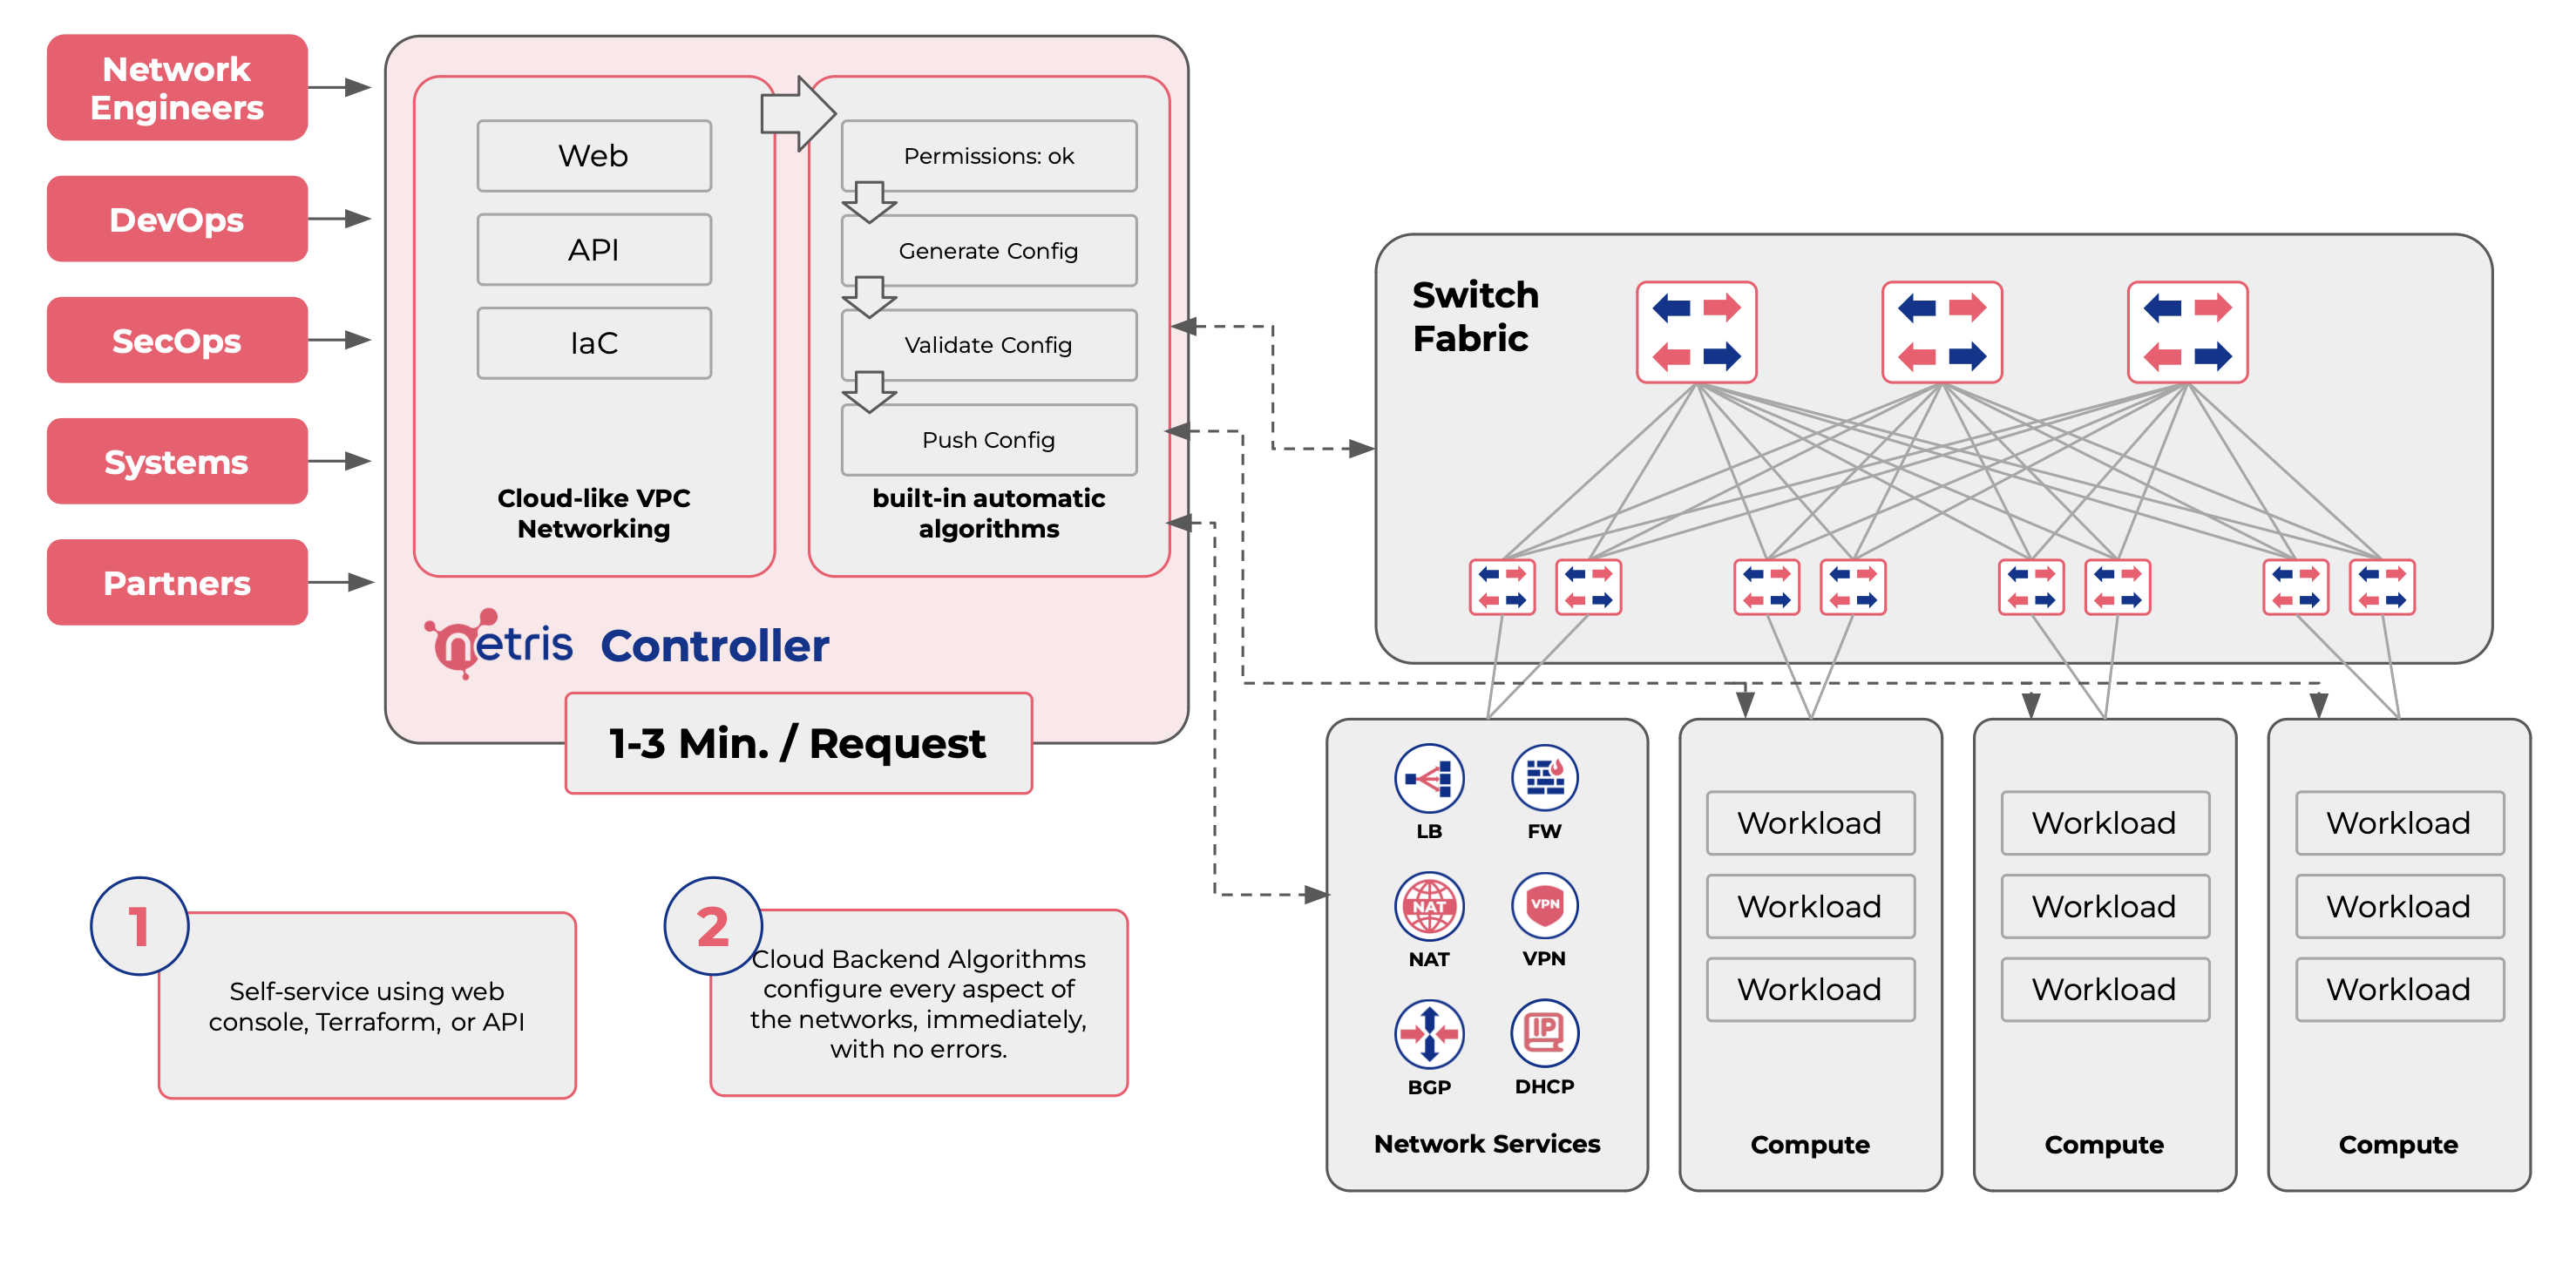 Network
Engineers
DevOps
SecOps
Systems
Partners
Web
API
IaC
Cloud-like VPC
Networking
Permissions: ok
Generate Config
Validate Config
Push Config
built-in automatic
algorithms
netris Controller
1-3 Min. / Request
1
Self-service using web
console, Terraform, or API
2
Cloud Backend Algorithms
configure every aspect of
the networks, immediately,
with no errors.
Switch
Fabric
LB
FW
NAT
NAT
VPN
VPN
BGP
IP
DHCP
Network Services
Workload
Workload
Workload
Compute
Workload
Workload
Workload
Compute
Workload
Workload
Workload
Compute